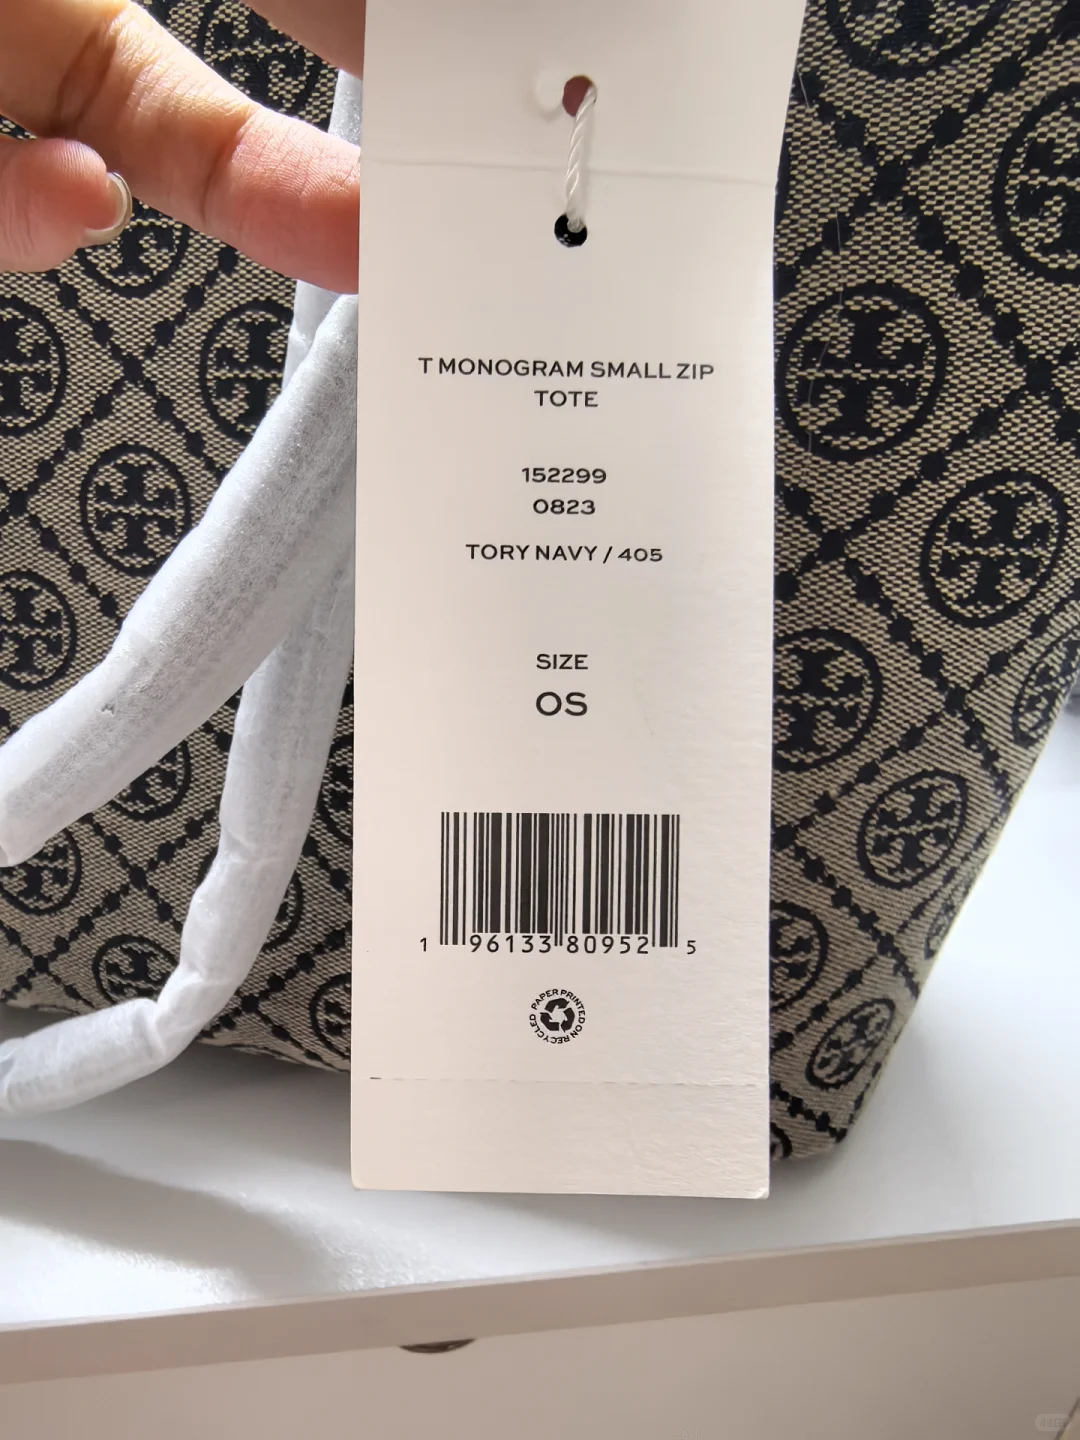 T MONOGRAM SMALL ZIP
TOTE
152299
0823
TORY NAVY / 405
SIZE
OS
1 96133 80952 5
PAPER PRINTED ON RECYCLED